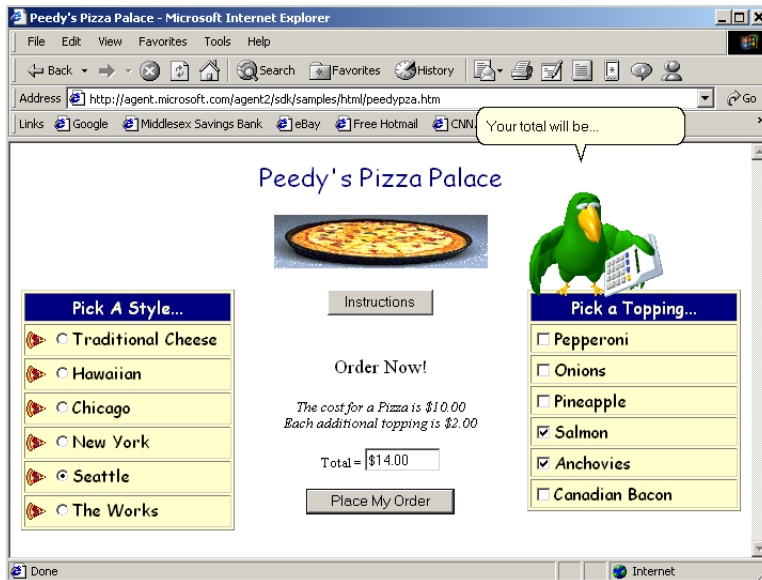 Peedy's Pizza Palace - Microsoft Internet Explorer
File Edit View Favorites Tools Help
Back Search Favorites History
Address http://agent.microsoft.com/agent2/sdk/samples/html/peedypza.htm Go
Links Google Middlesex Savings Bank eBay Free Hotmail CNN.
Your total will be...
Peedy's Pizza Palace
Pick A Style...
Traditional Cheese
Hawaiian
Chicago
New York
Seattle
The Works
Instructions
Order Now!
The cost for a Pizza is $10.00
Each additional topping is $2.00
Total = $14.00
Place My Order
Pick a Topping...
Pepperoni
Onions
Pineapple
Salmon
Anchovies
Canadian Bacon
Done Internet